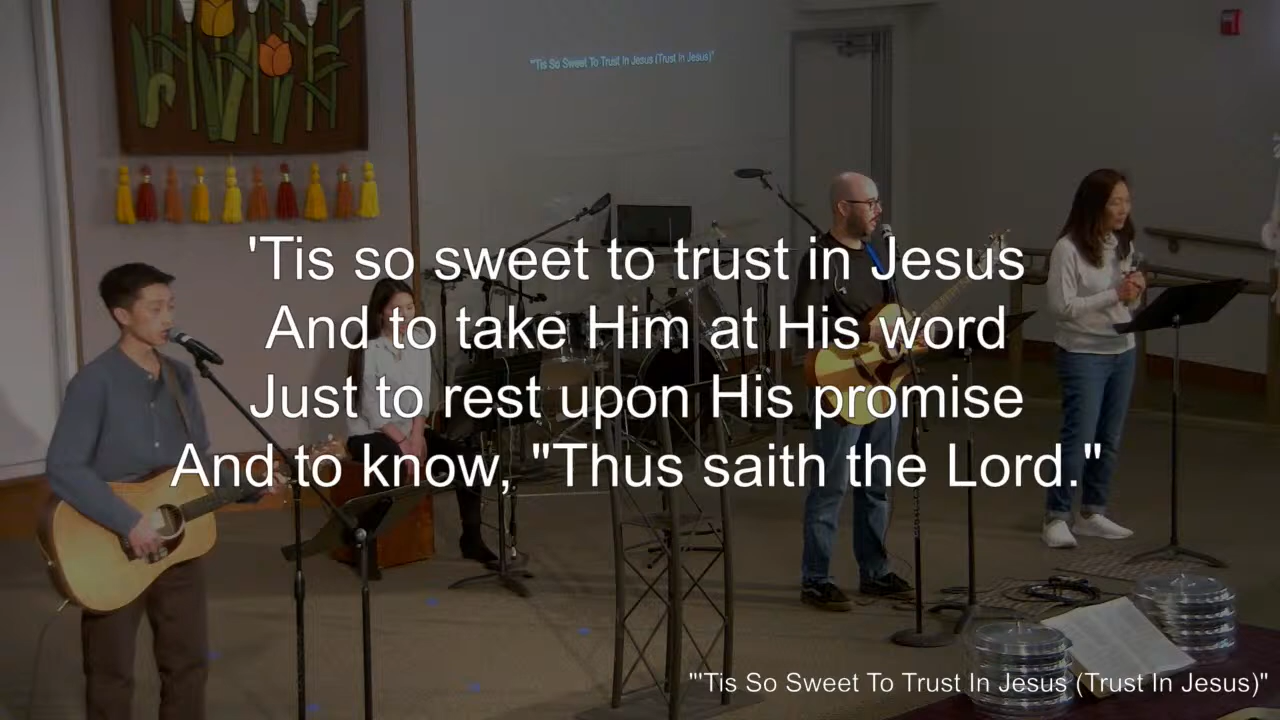 "'Tis So Sweet To Trust In Jesus (Trust In Jesus)"
'Tis so sweet to trust in Jesus
And to take Him at His word
Just to rest upon His promise
And to know, "Thus saith the Lord."
"'Tis So Sweet To Trust In Jesus (Trust In Jesus)"